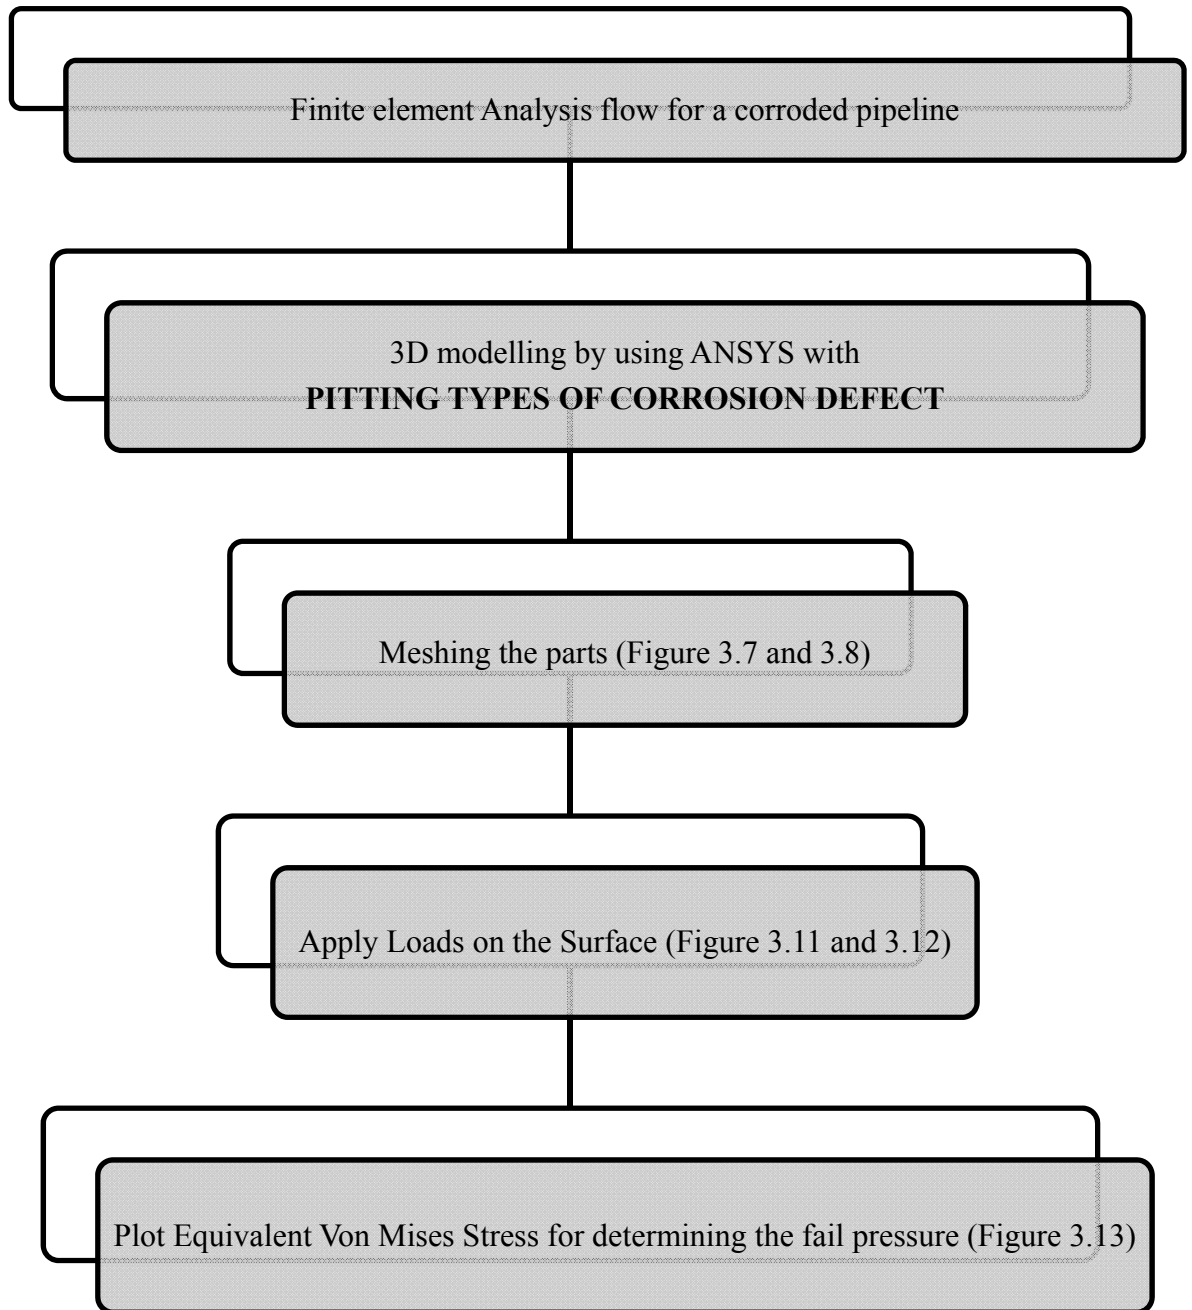 Finite element Analysis flow for a corroded pipeline
3D modelling by using ANSYS with
PITTING TYPES OF CORROSION DEFECT
Meshing the parts (Figure 3.7 and 3.8)
Apply Loads on the Surface (Figure 3.11 and 3.12)
Plot Equivalent Von Mises Stress for determining the fail pressure (Figure 3.13)